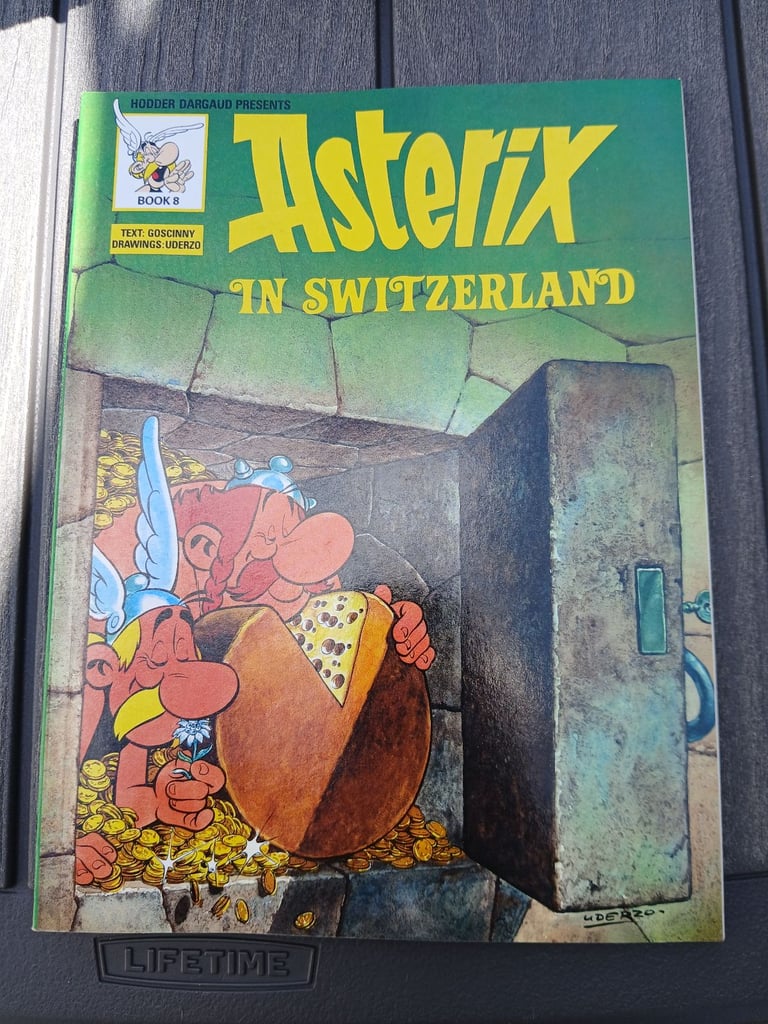 HODDER DARGAUD PRESENTS
Asterix
BOOK 8
TEXT: GOSCINNY
DRAWINGS: UDERZO
IN SWITZERLAND
UDERZO.
LIFETIME